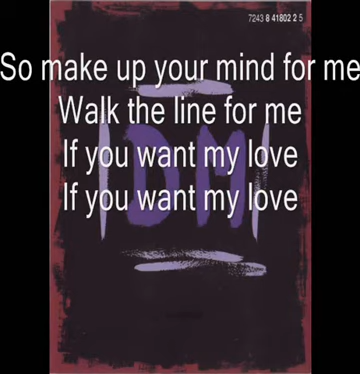 7243 8 41802 2 5
So make up your mind for me
Walk the line for me
If you want my love
If you want my love
DM